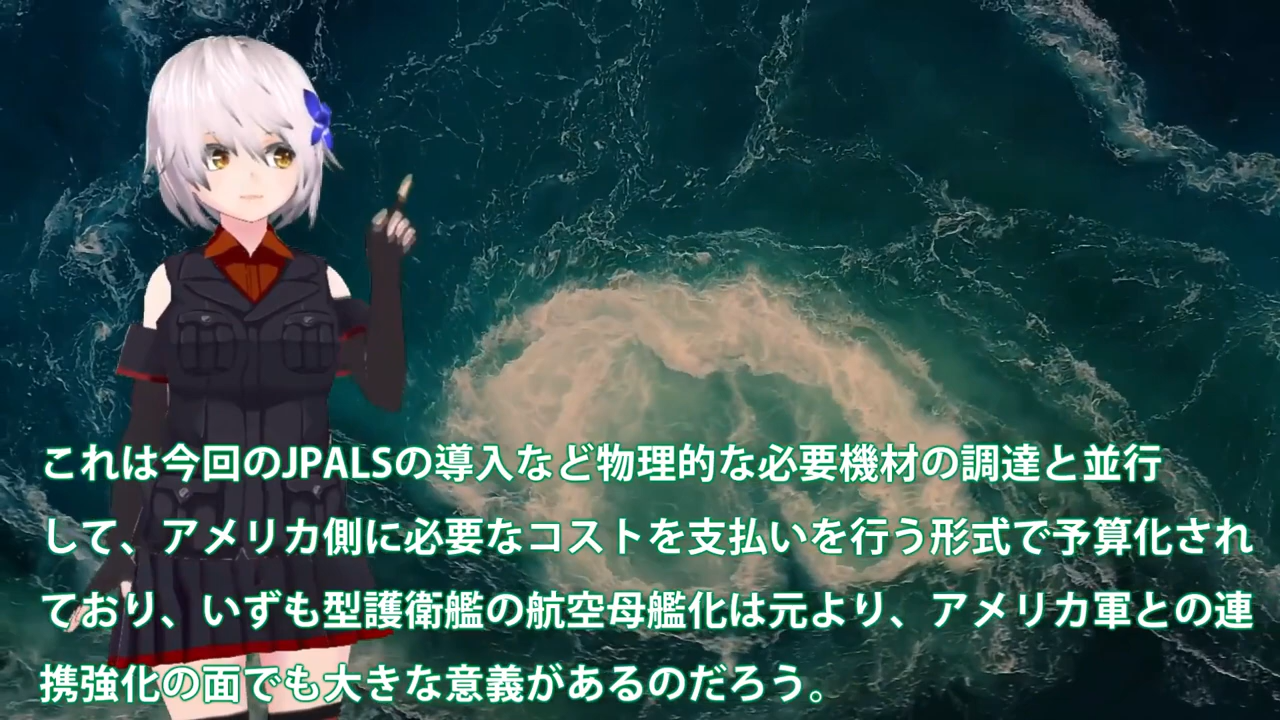 これは今回のJPALSの導入など物理的な必要機材の調達と並行
して、アメリカ側に必要なコストを支払いを行う形式で予算化され
ており、いずも型護衛艦の航空母艦化は元より、アメリカ軍との連
携強化の面でも大きな意義があるのだろう。